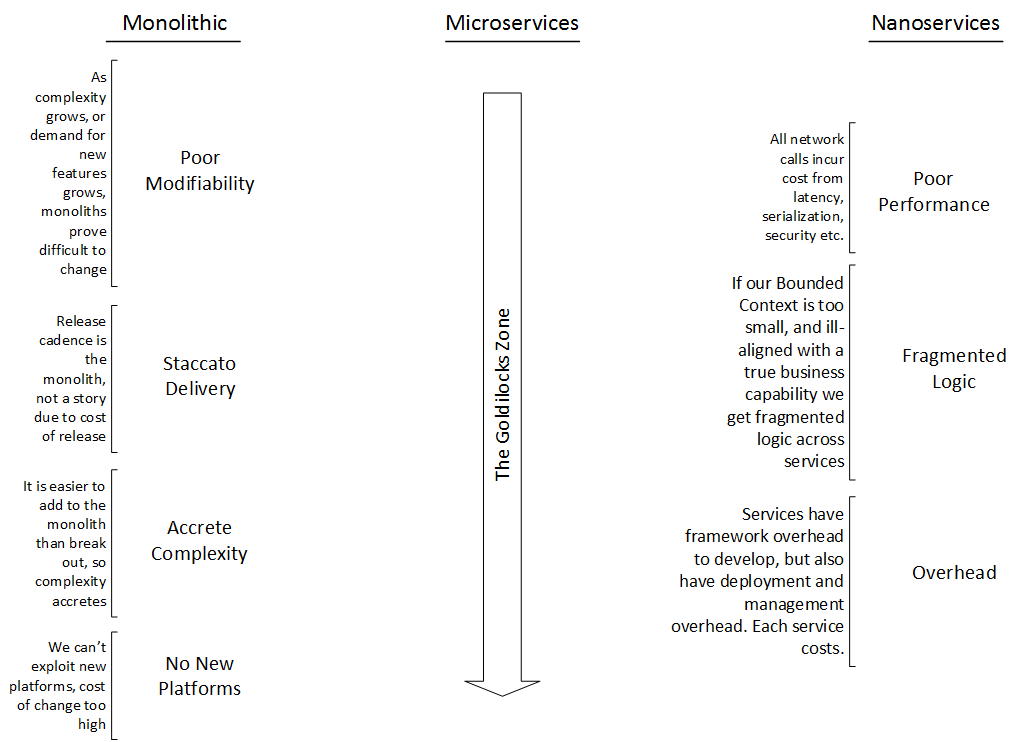 Monolithic
Microservices
Nanoservices
As
complexity
grows, or
demand for
new
features
grows,
monoliths
prove
difficult to
change
Poor
Modifiability
Release
cadence is
the
monolith,
not a story
due to cost
of release
Staccato
Delivery
It is easier to
add to the
monolith
than break
out, so
complexity
accretes
Accrete
Complexity
We can’t
exploit new
platforms, cost
of change too
high
No New
Platforms
The Goldilocks Zone
All network
calls incur
cost from
latency,
serialization,
security etc.
Poor
Performance
If our Bounded
Context is too
small, and ill-
aligned with a
true business
capability we
get fragmented
logic across
services
Fragmented
Logic
Services have
framework overhead
to develop, but also
have deployment and
management
overhead. Each service
costs.
Overhead